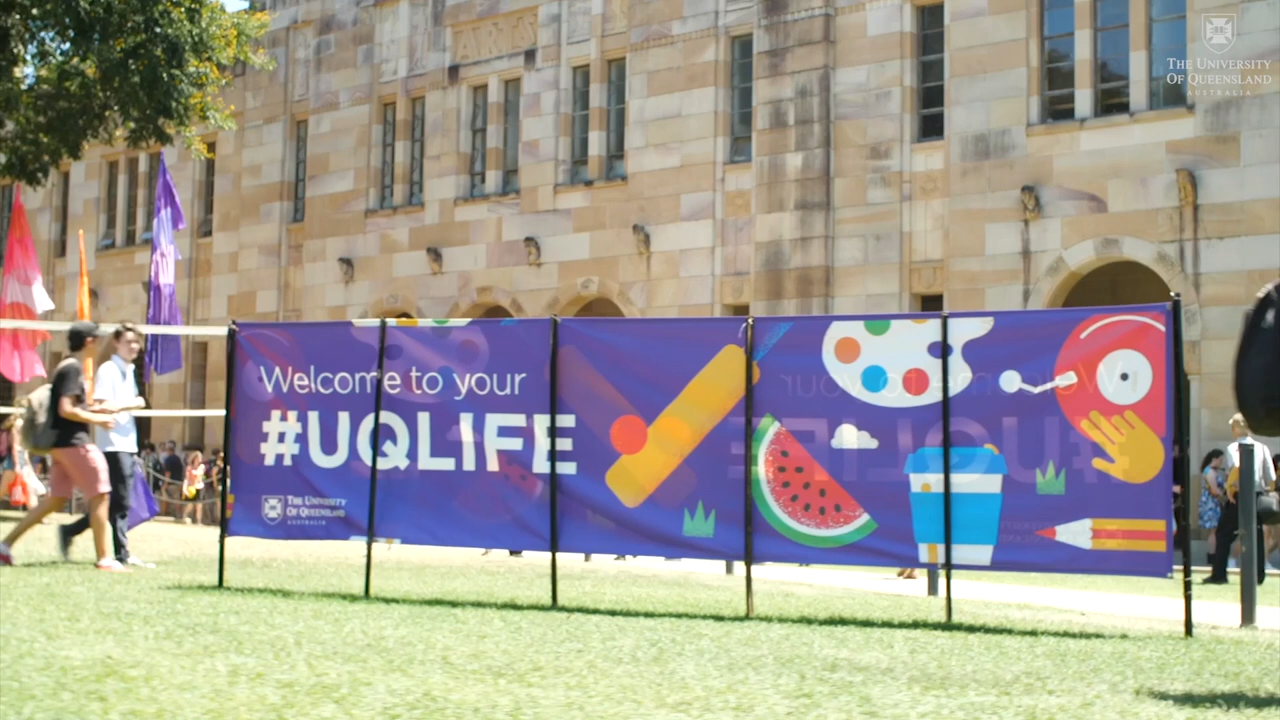 ARTS
THE UNIVERSITY
OF QUEENSLAND
AUSTRALIA
Welcome to your
#UQLIFE
THE UNIVERSITY
OF QUEENSLAND
AUSTRALIA